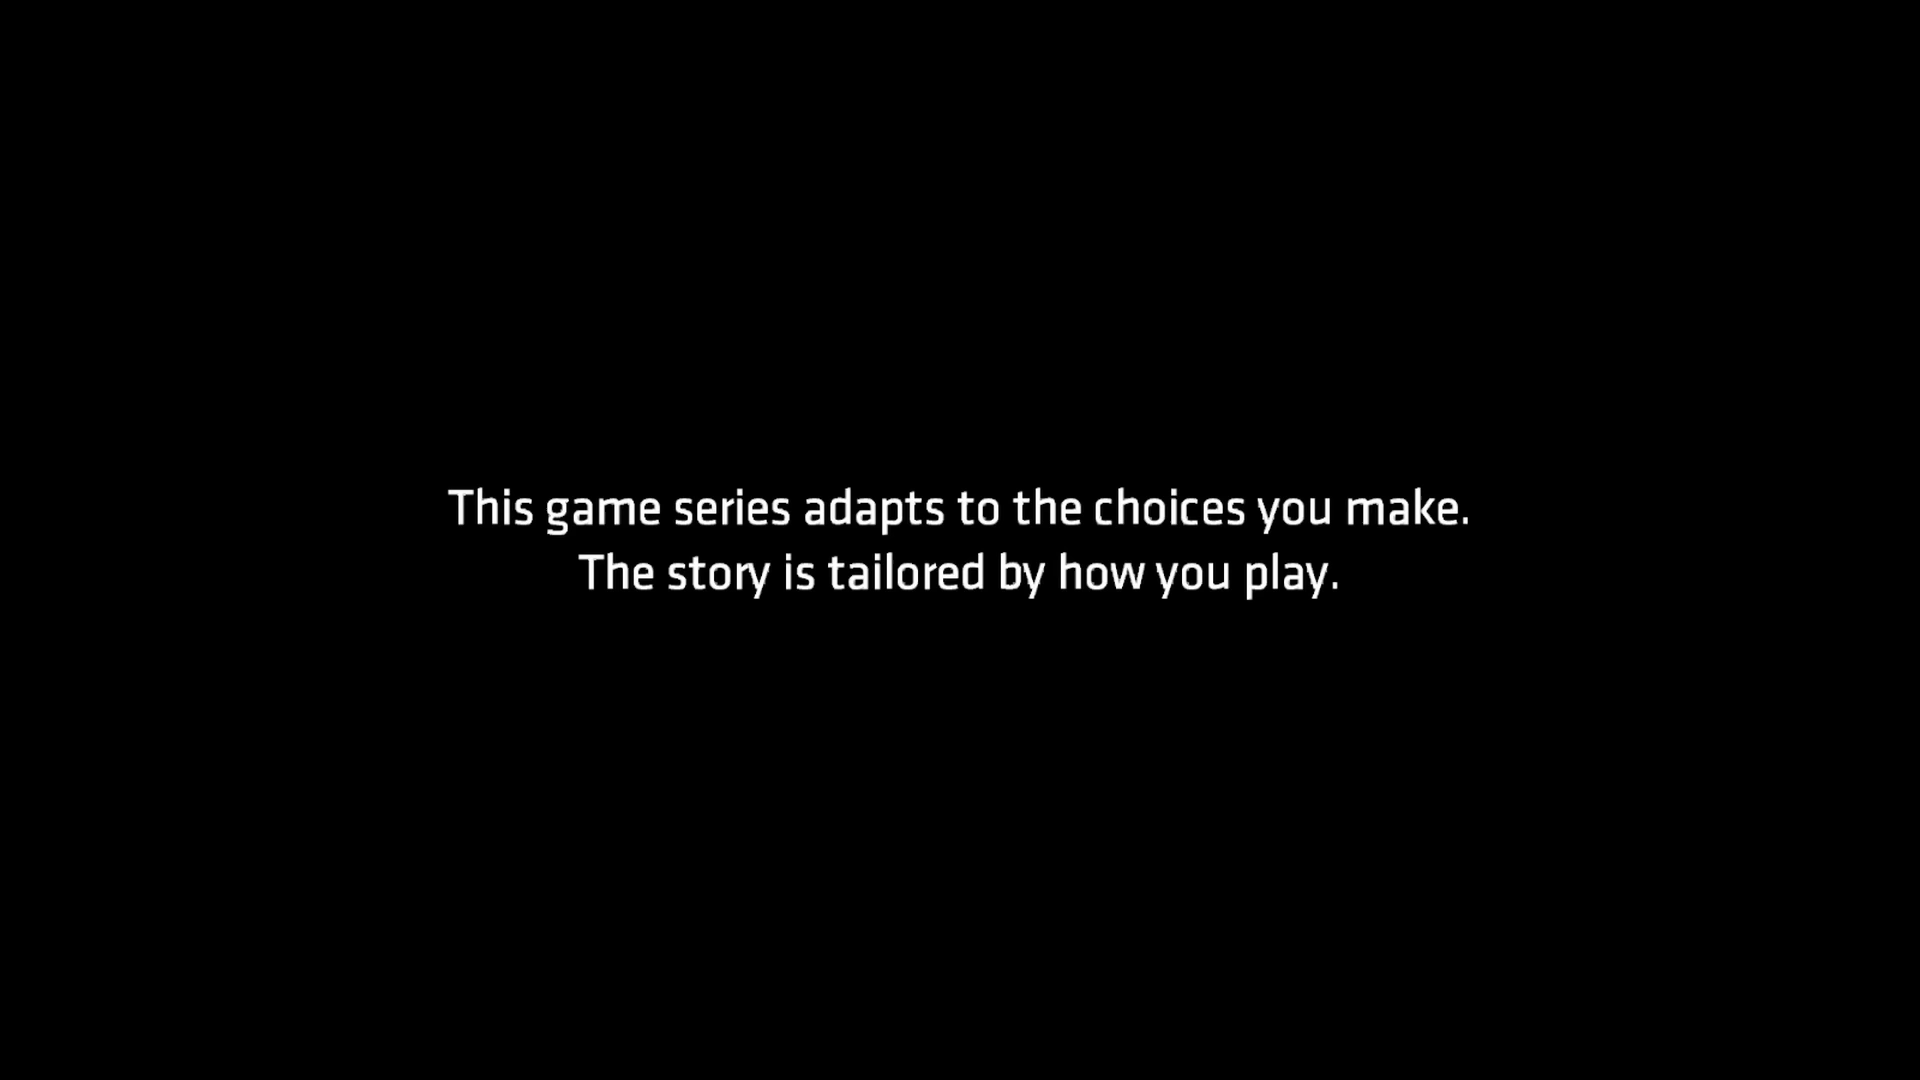 This game series adapts to the choices you make.
The story is tailored by how you play.